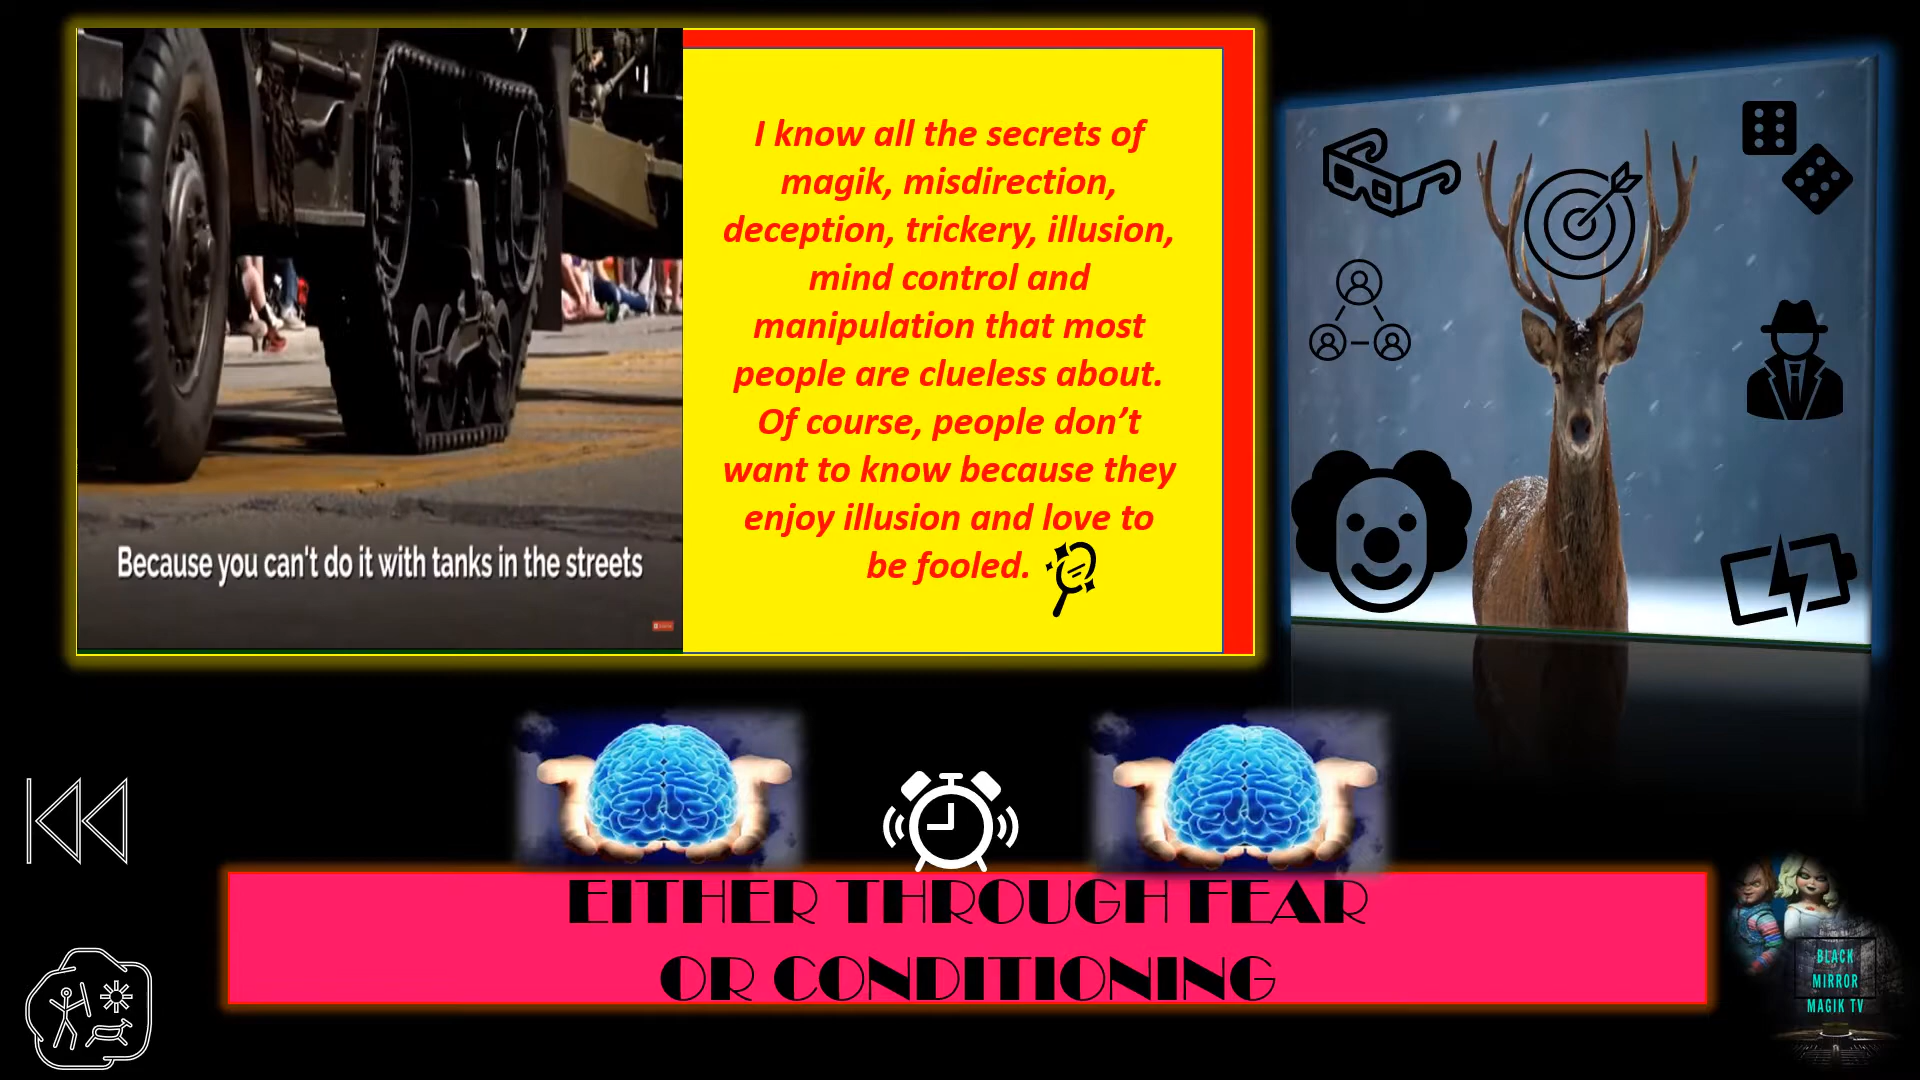 I know all the secrets of
magik, misdirection,
deception, trickery, illusion,
mind control and
manipulation that most
people are clueless about.
Of course, people don’t
want to know because they
enjoy illusion and love to
be fooled.
Because you can't do it with tanks in the streets
EITHER THROUGH FEAR
OR CONDITIONING
BLACK
MIRROR
MAGIK TV